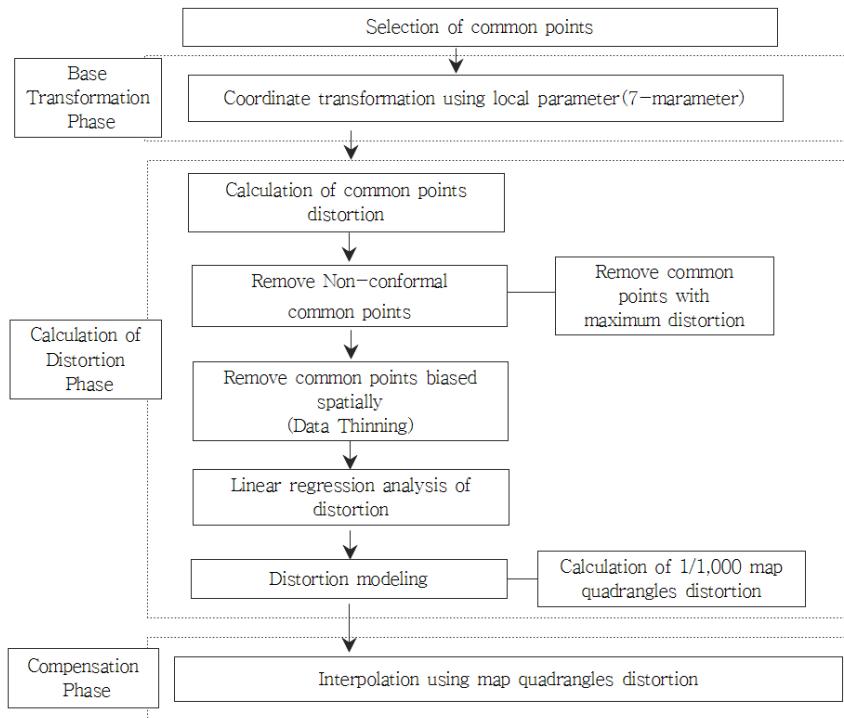 Selection of common points
Base
Transformation
Phase
Coordinate transformation using local parameter(7-marameter)
Calculation of common points
distortion
Remove Non-conformal
common points
Remove common
points with
maximum distortion
Calculation of
Distortion
Phase
Remove common points biased
spatially
(Data Thinning)
Linear regression analysis of
distortion
Distortion modeling
Calculation of 1/1,000 map
quadrangles distortion
Compensation
Phase
Interpolation using map quadrangles distortion